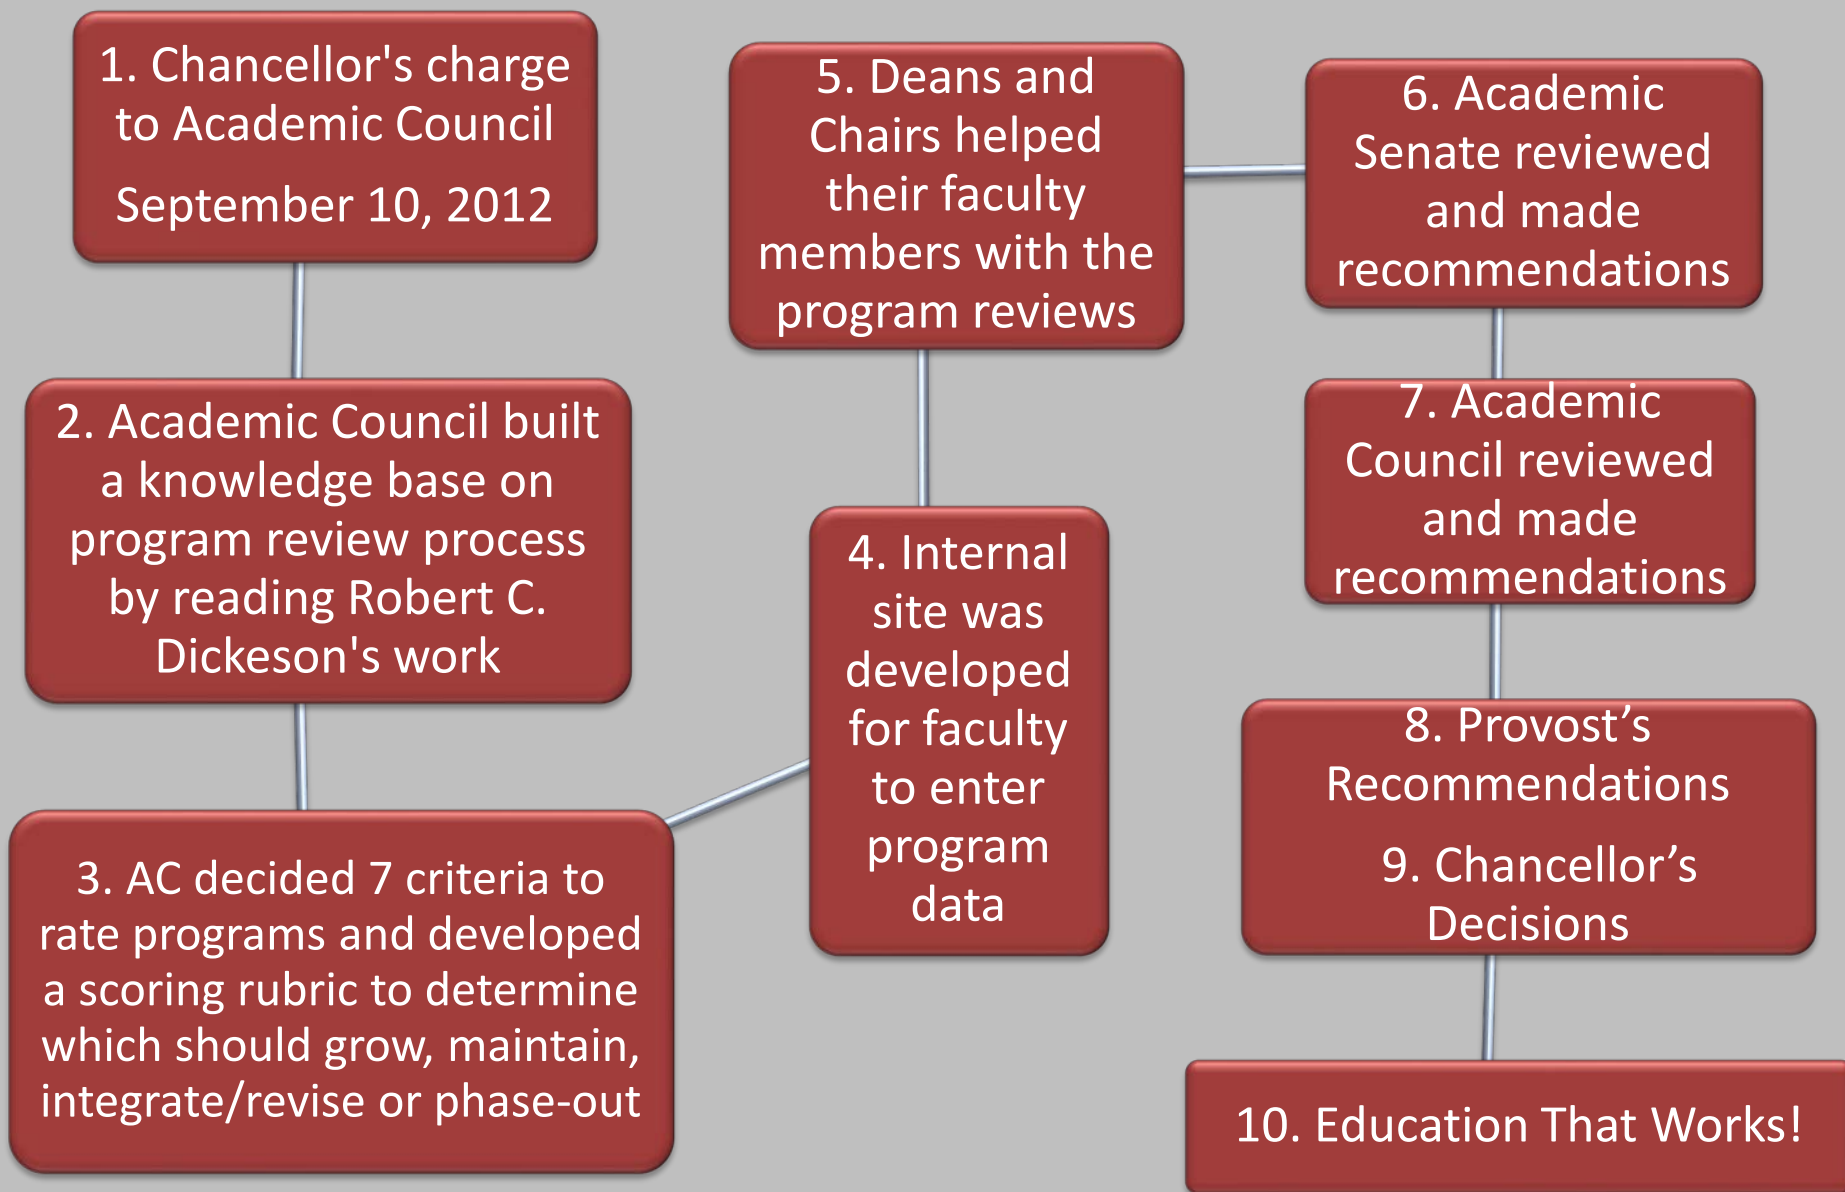 1. Chancellor's charge
to Academic Council
September 10, 2012
2. Academic Council built
a knowledge base on
program review process
by reading Robert C.
Dickeson's work
3. AC decided 7 criteria to
rate programs and developed
a scoring rubric to determine
which should grow, maintain,
integrate/revise or phase-out
4. Internal
site was
developed
for faculty
to enter
program
data
5. Deans and
Chairs helped
their faculty
members with the
program reviews
6. Academic
Senate reviewed
and made
recommendations
7. Academic
Council reviewed
and made
recommendations
8. Provost’s
Recommendations
9. Chancellor’s
Decisions
10. Education That Works!